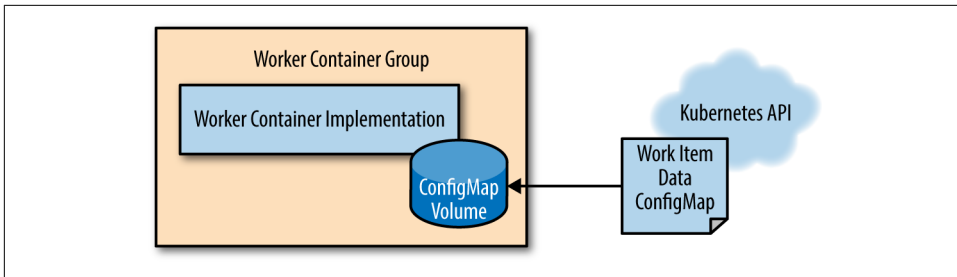 Worker Container Group
Worker Container Implementation
ConfigMap
Volume
Kubernetes API
Work Item
Data
ConfigMap